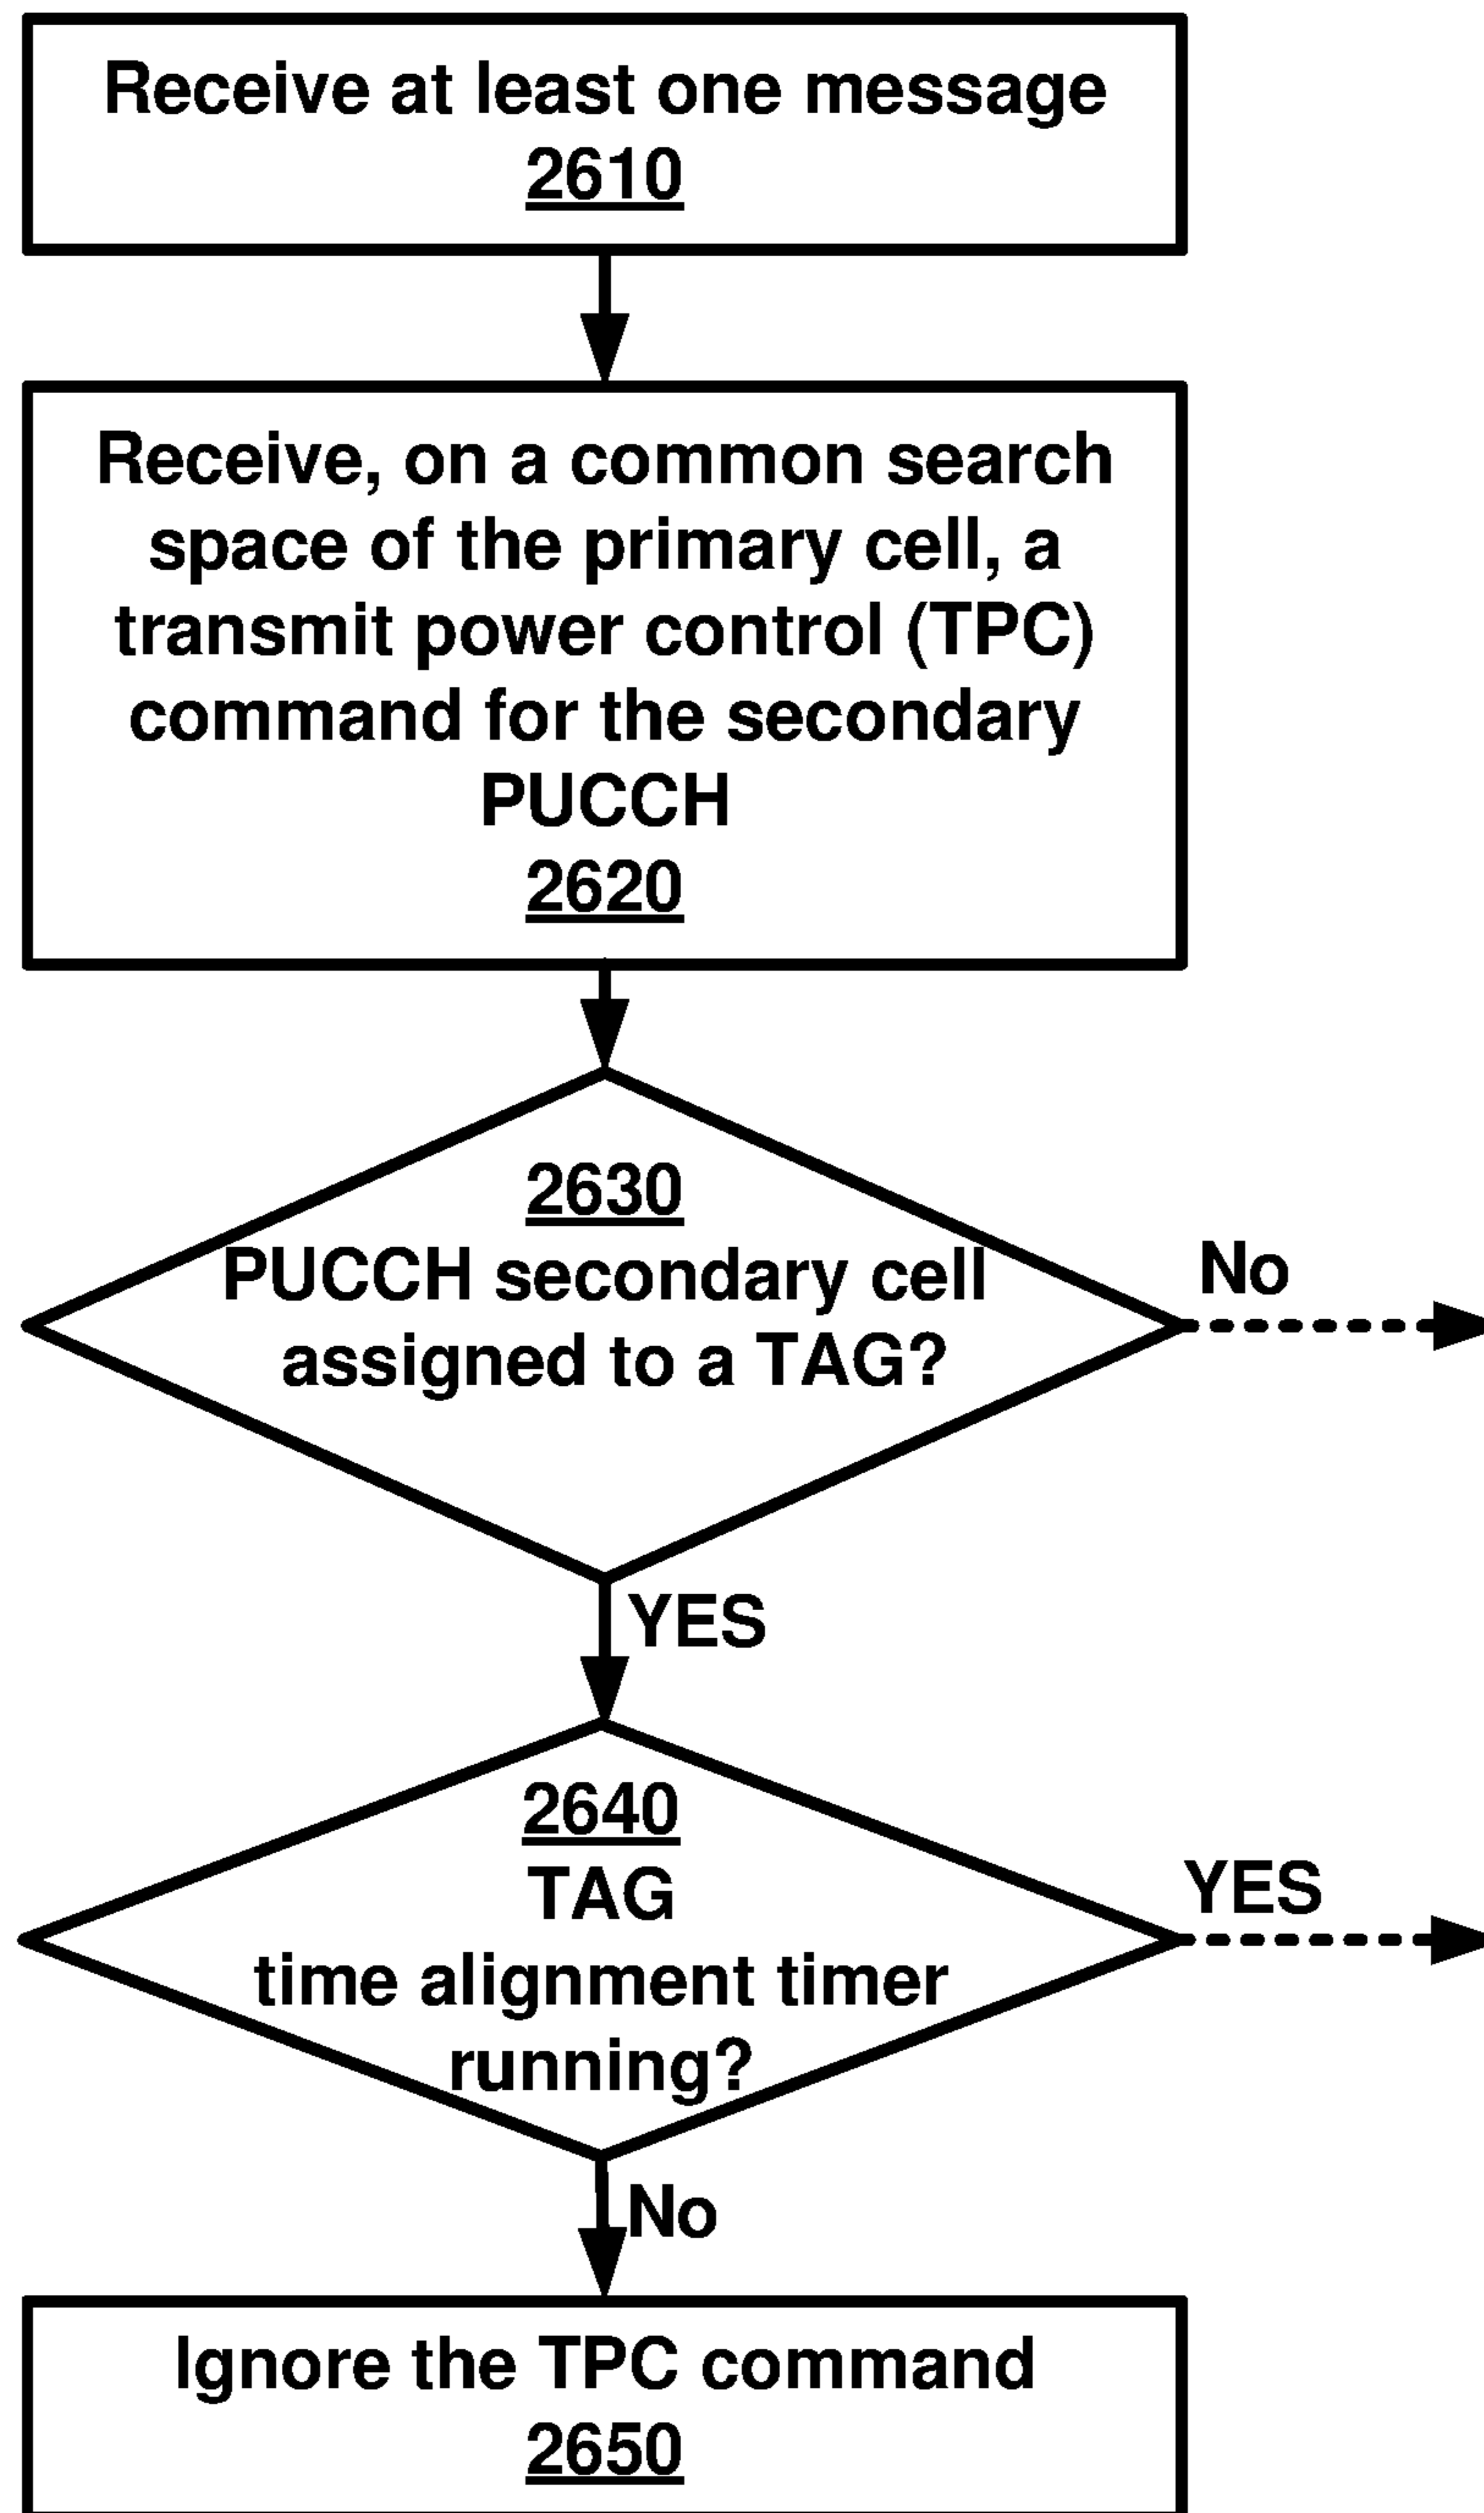 Receive at least one message
2610
Receive, on a common search
space of the primary cell, a
transmit power control (TPC)
command for the secondary
PUCCH
2620
2630
PUCCH secondary cell
assigned to a TAG?
No
YES
2640
TAG
time alignment timer
running?
YES
No
Ignore the TPC command
2650